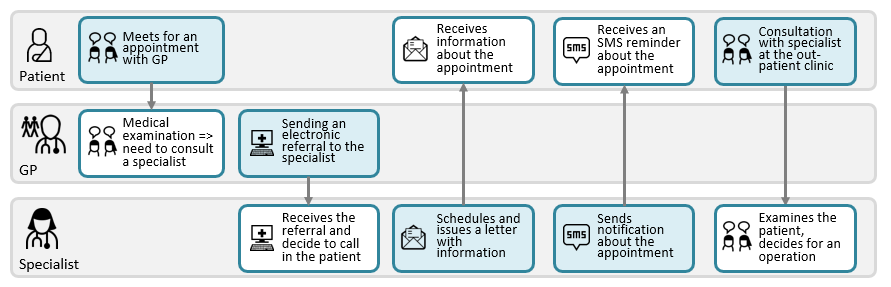 Patient
Meets for an
appointment
with GP
Receives
information
about the
appointment
SMS
Receives an
SMS reminder
about the
appointment
Consultation
with specialist
at the out-
patient clinic
GP
Medical
examination =>
need to consult
a specialist
Sending an
electronic
referral to the
specialist
Specialist
Receives the
referral and
decide to call
in the patient
Schedules and
issues a letter
with
information
SMS
Sends
notification
about the
appointment
Examines the
patient,
decides for an
operation